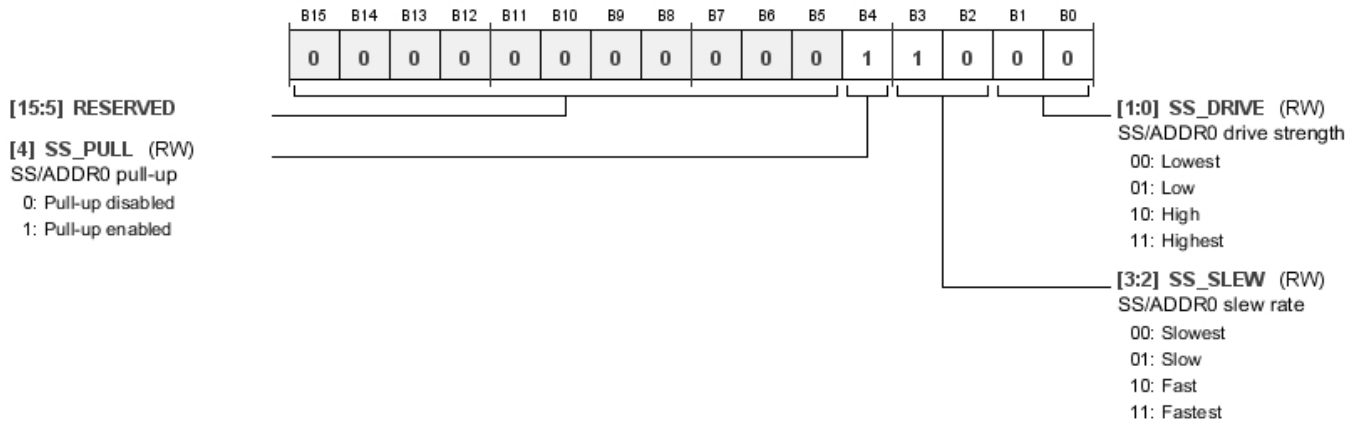 B15 B14 B13 B12 B11 B10 B9 B8 B7 B6 B5 B4 B3 B2 B1 B0
0 0 0 0 0 0 0 0 0 0 0 1 1 0 0 0
[15:5] RESERVED
[4] SS_PULL (RW)
SS/ADDR0 pull-up
0: Pull-up disabled
1: Pull-up enabled
[1:0] SS_DRIVE (RW)
SS/ADDR0 drive strength
00: Lowest
01: Low
10: High
11: Highest
[3:2] SS_SLEW (RW)
SS/ADDR0 slew rate
00: Slowest
01: Slow
10: Fast
11: Fastest